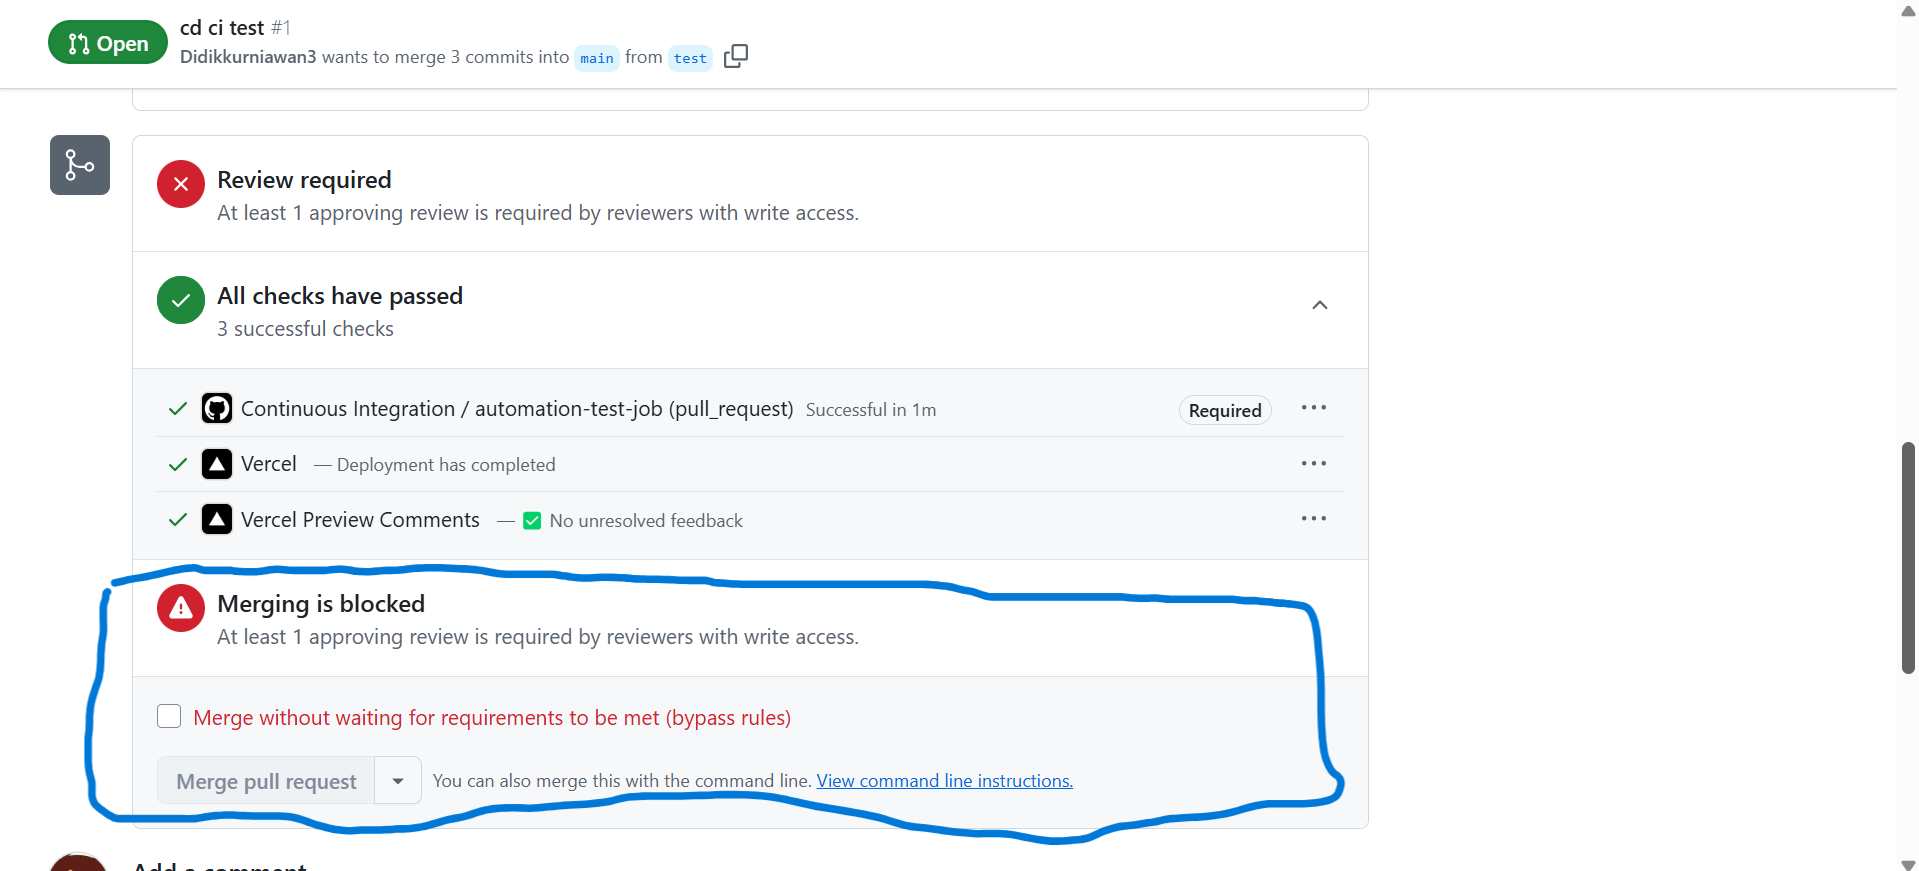 Open
cd ci test #1
Didikkurniawan3 wants to merge 3 commits into main from test
Review required
At least 1 approving review is required by reviewers with write access.
All checks have passed
3 successful checks
Continuous Integration / automation-test-job (pull_request) Successful in 1m Required
Vercel — Deployment has completed
Vercel Preview Comments — ✅ No unresolved feedback
Merging is blocked
At least 1 approving review is required by reviewers with write access.
Merge without waiting for requirements to be met (bypass rules)
Merge pull request You can also merge this with the command line. View command line instructions.
Add a comment